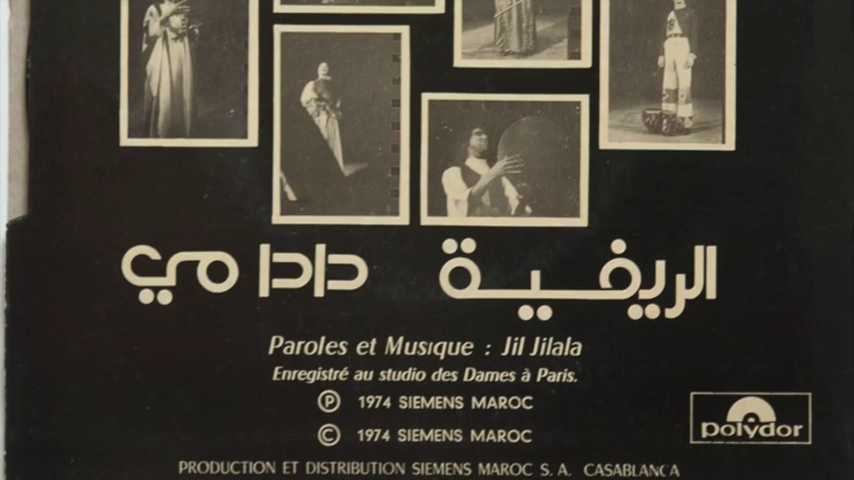 الريفية دادا مي
Paroles et Musique : Jil Jilala
Enregistré au studio des Dames à Paris.
Ⓟ 1974 SIEMENS MAROC
© 1974 SIEMENS MAROC
polydor
PRODUCTION ET DISTRIBUTION SIEMENS MAROC S. A. CASABLANCA